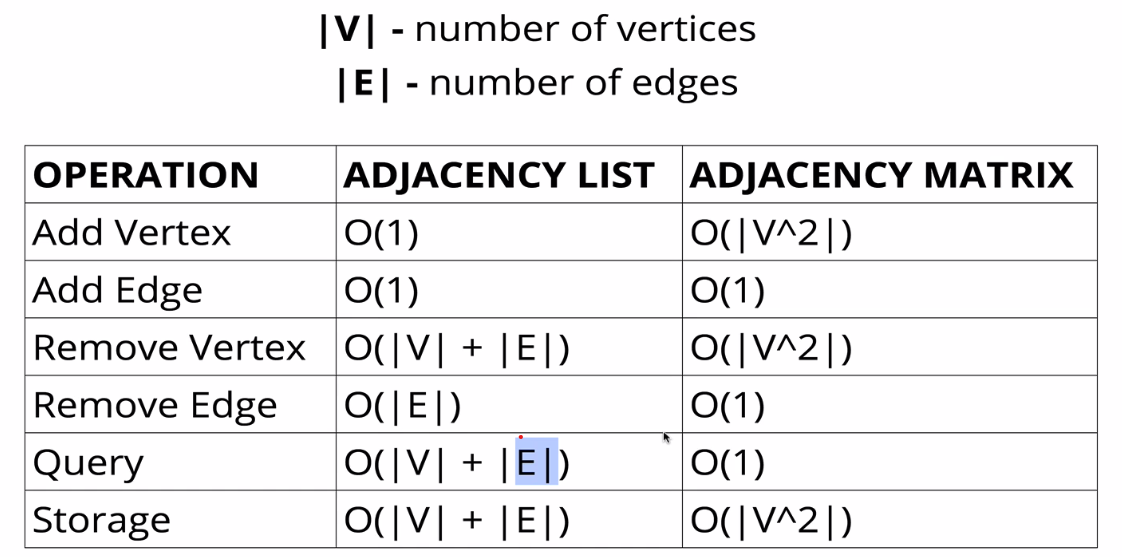 |V| - number of vertices
|E| - number of edges
OPERATION ADJACENCY LIST ADJACENCY MATRIX
Add Vertex O(1) O(|V^2|)
Add Edge O(1) O(1)
Remove Vertex O(|V| + |E|) O(|V^2|)
Remove Edge O(|E|) O(1)
Query O(|V| + |E|) O(1)
Storage O(|V| + |E|) O(|V^2|)